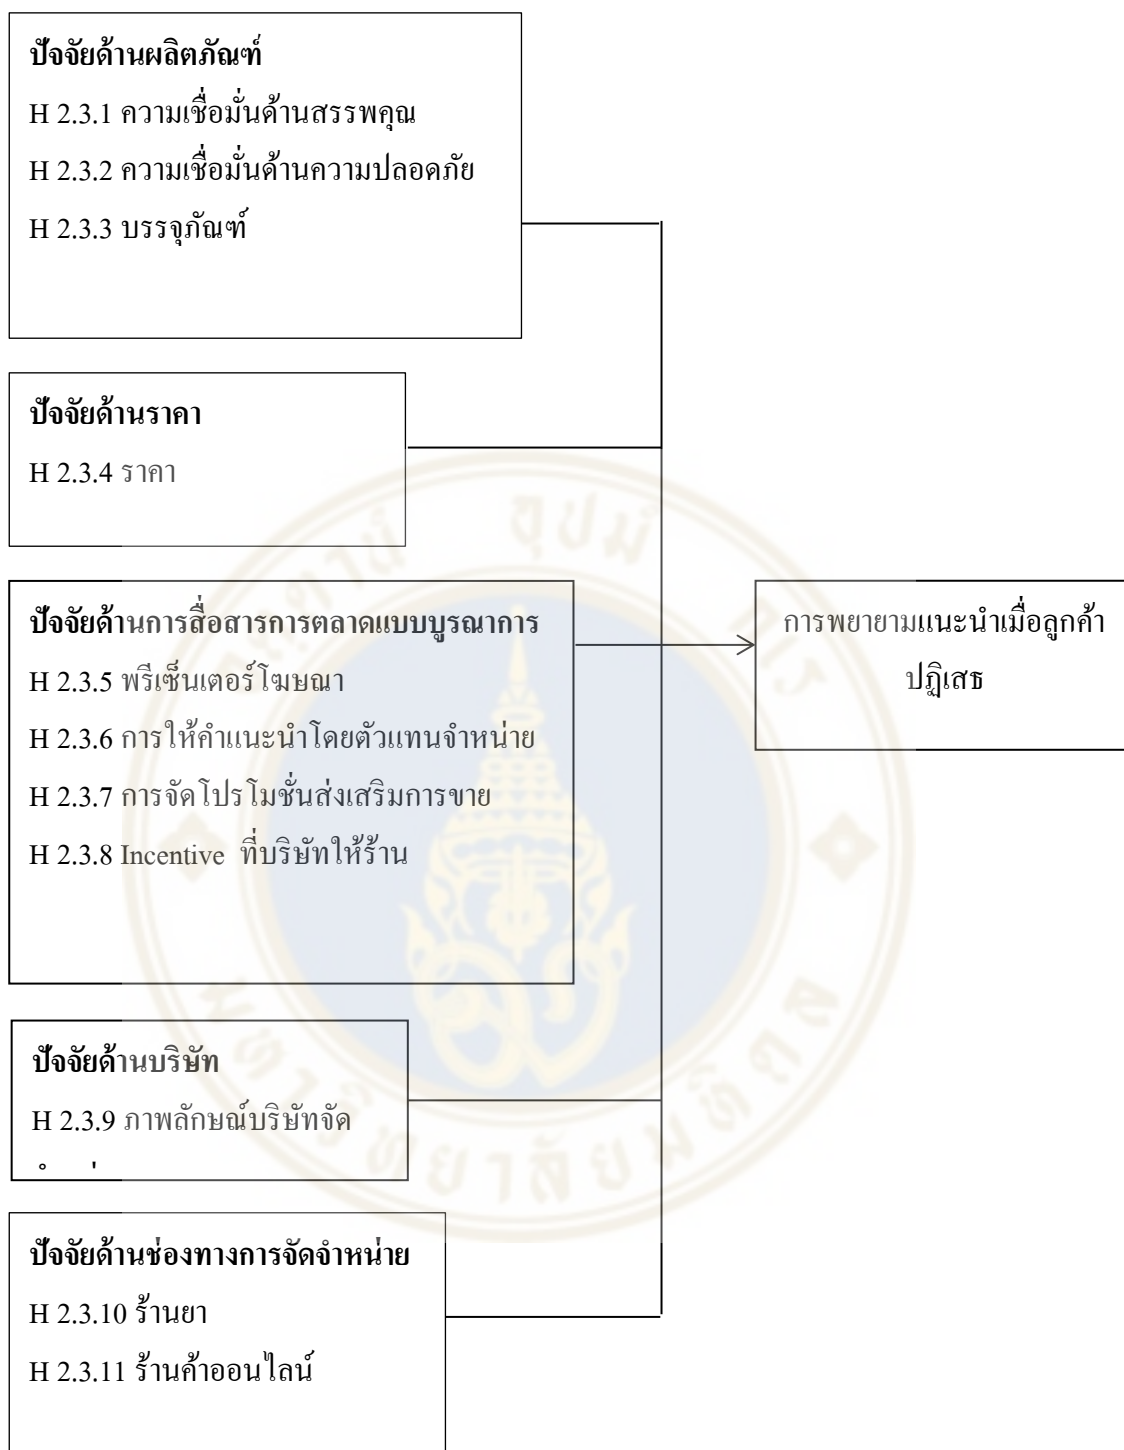 ปัจจัยด้านผลิตภัณฑ์
H 2.3.1 ความเชื่อมั่นด้านสรรพคุณ
H 2.3.2 ความเชื่อมั่นด้านความปลอดภัย
H 2.3.3 บรรจุภัณฑ์
ปัจจัยด้านราคา
H 2.3.4 ราคา
ปัจจัยด้านการสื่อสารการตลาดแบบบูรณาการ
H 2.3.5 พรีเซ็นเตอร์โฆษณา
H 2.3.6 การให้คำแนะนำโดยตัวแทนจำหน่าย
H 2.3.7 การจัดโปรโมชั่นส่งเสริมการขาย
H 2.3.8 Incentive ที่บริษัทให้ร้าน
การพยายามแนะนำเมื่อลูกค้า
ปฏิเสธ
ปัจจัยด้านบริษัท
H 2.3.9 ภาพลักษณ์บริษัทจัด
ปัจจัยด้านช่องทางการจัดจำหน่าย
H 2.3.10 ร้านยา
H 2.3.11 ร้านค้าออนไลน์
มหาวิทยาลัยมหิดล